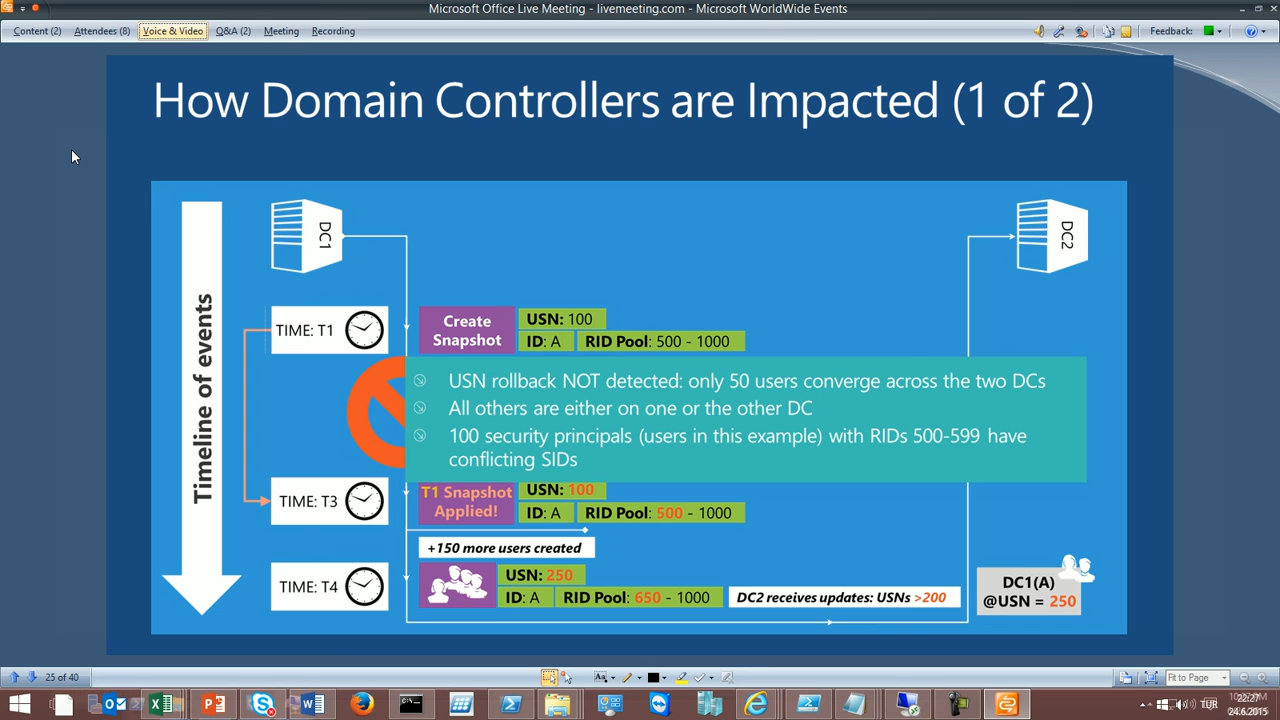 Microsoft Office Live Meeting - livemeeting.com - Microsoft WorldWide Events
Content (2) Attendees (8) Voice & Video Q&A (2) Meeting Recording Feedback:
How Domain Controllers are Impacted (1 of 2)
Timeline of events
DC1
DC2
TIME: T1
Create
Snapshot
USN: 100
ID: A RID Pool: 500 - 1000
USN rollback NOT detected: only 50 users converge across the two DCs
All others are either on one or the other DC
100 security principals (users in this example) with RIDs 500-599 have
conflicting SIDs
TIME: T3
T1 Snapshot
Applied!
USN: 100
ID: A RID Pool: 500 - 1000
+150 more users created
TIME: T4
USN: 250
ID: A RID Pool: 650 - 1000
DC2 receives updates: USNs >200
DC1(A)
@USN = 250
25 of 40
Fit to Page
TUR
22:27
24.6.2015